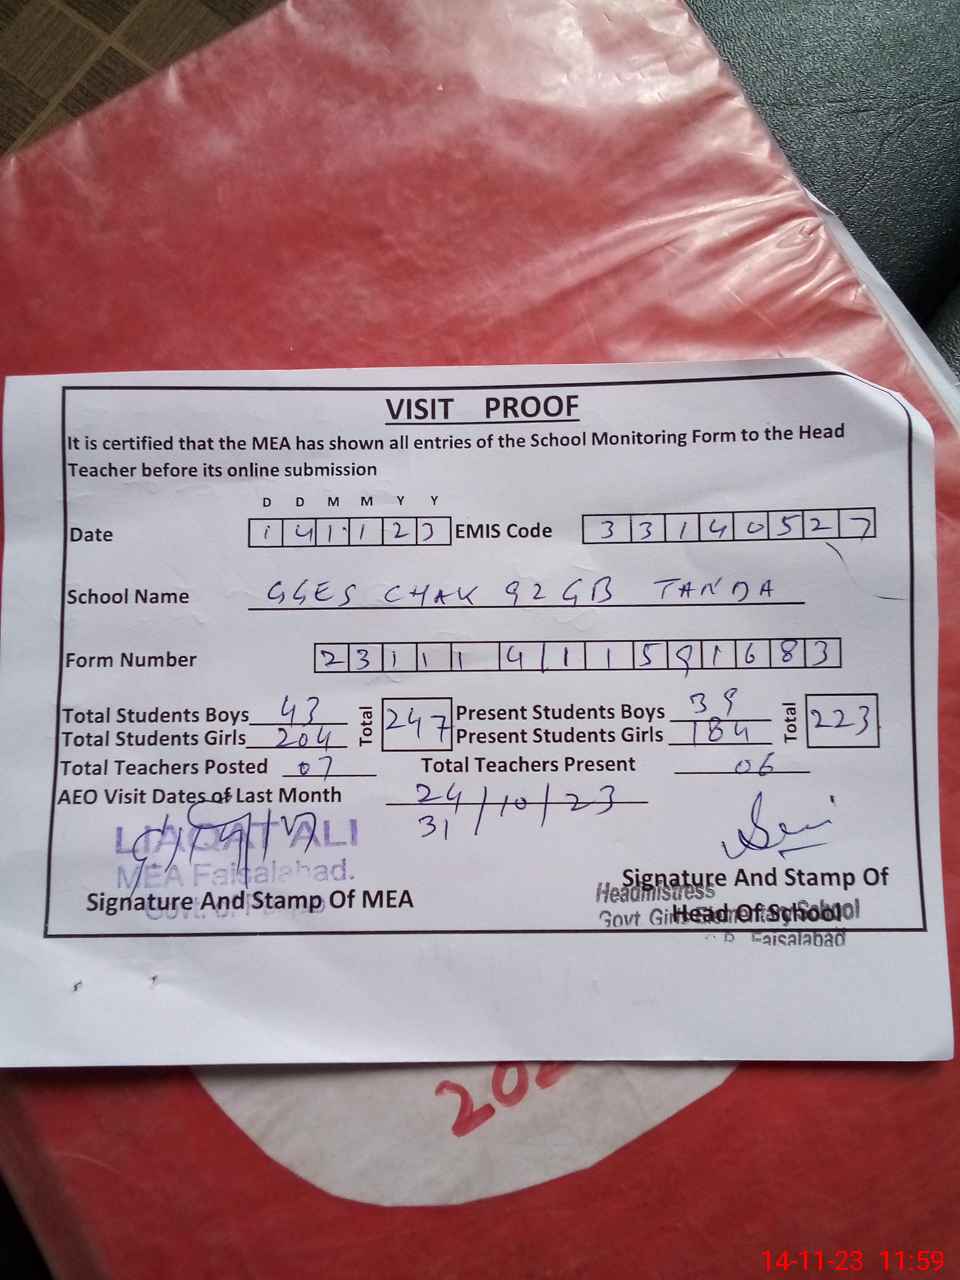 VISIT PROOF
It is certified that the MEA has shown all entries of the School Monitoring Form to the Head
Teacher before its online submission
D D M M Y Y
Date 1 4 1 1 2 3 EMIS Code 3 3 1 4 0 5 2 7
School Name GGES CHAK 92 GB TANDA
Form Number 2 3 1 1 1 4 1 1 5 9 1 6 8 3
Total Students Boys 43 Total 247 Present Students Boys 39 Total 223
Total Students Girls 204 Present Students Girls 184
Total Teachers Posted 07 Total Teachers Present 06
AEO Visit Dates of Last Month 24/10/23
31
LIAQAT ALI
MEA Faisalabad.
Signature And Stamp Of MEA
Signature And Stamp Of
Headmistress
Head Of School
Govt Girls Elementary School
Faisalabad
14-11-23 11:59